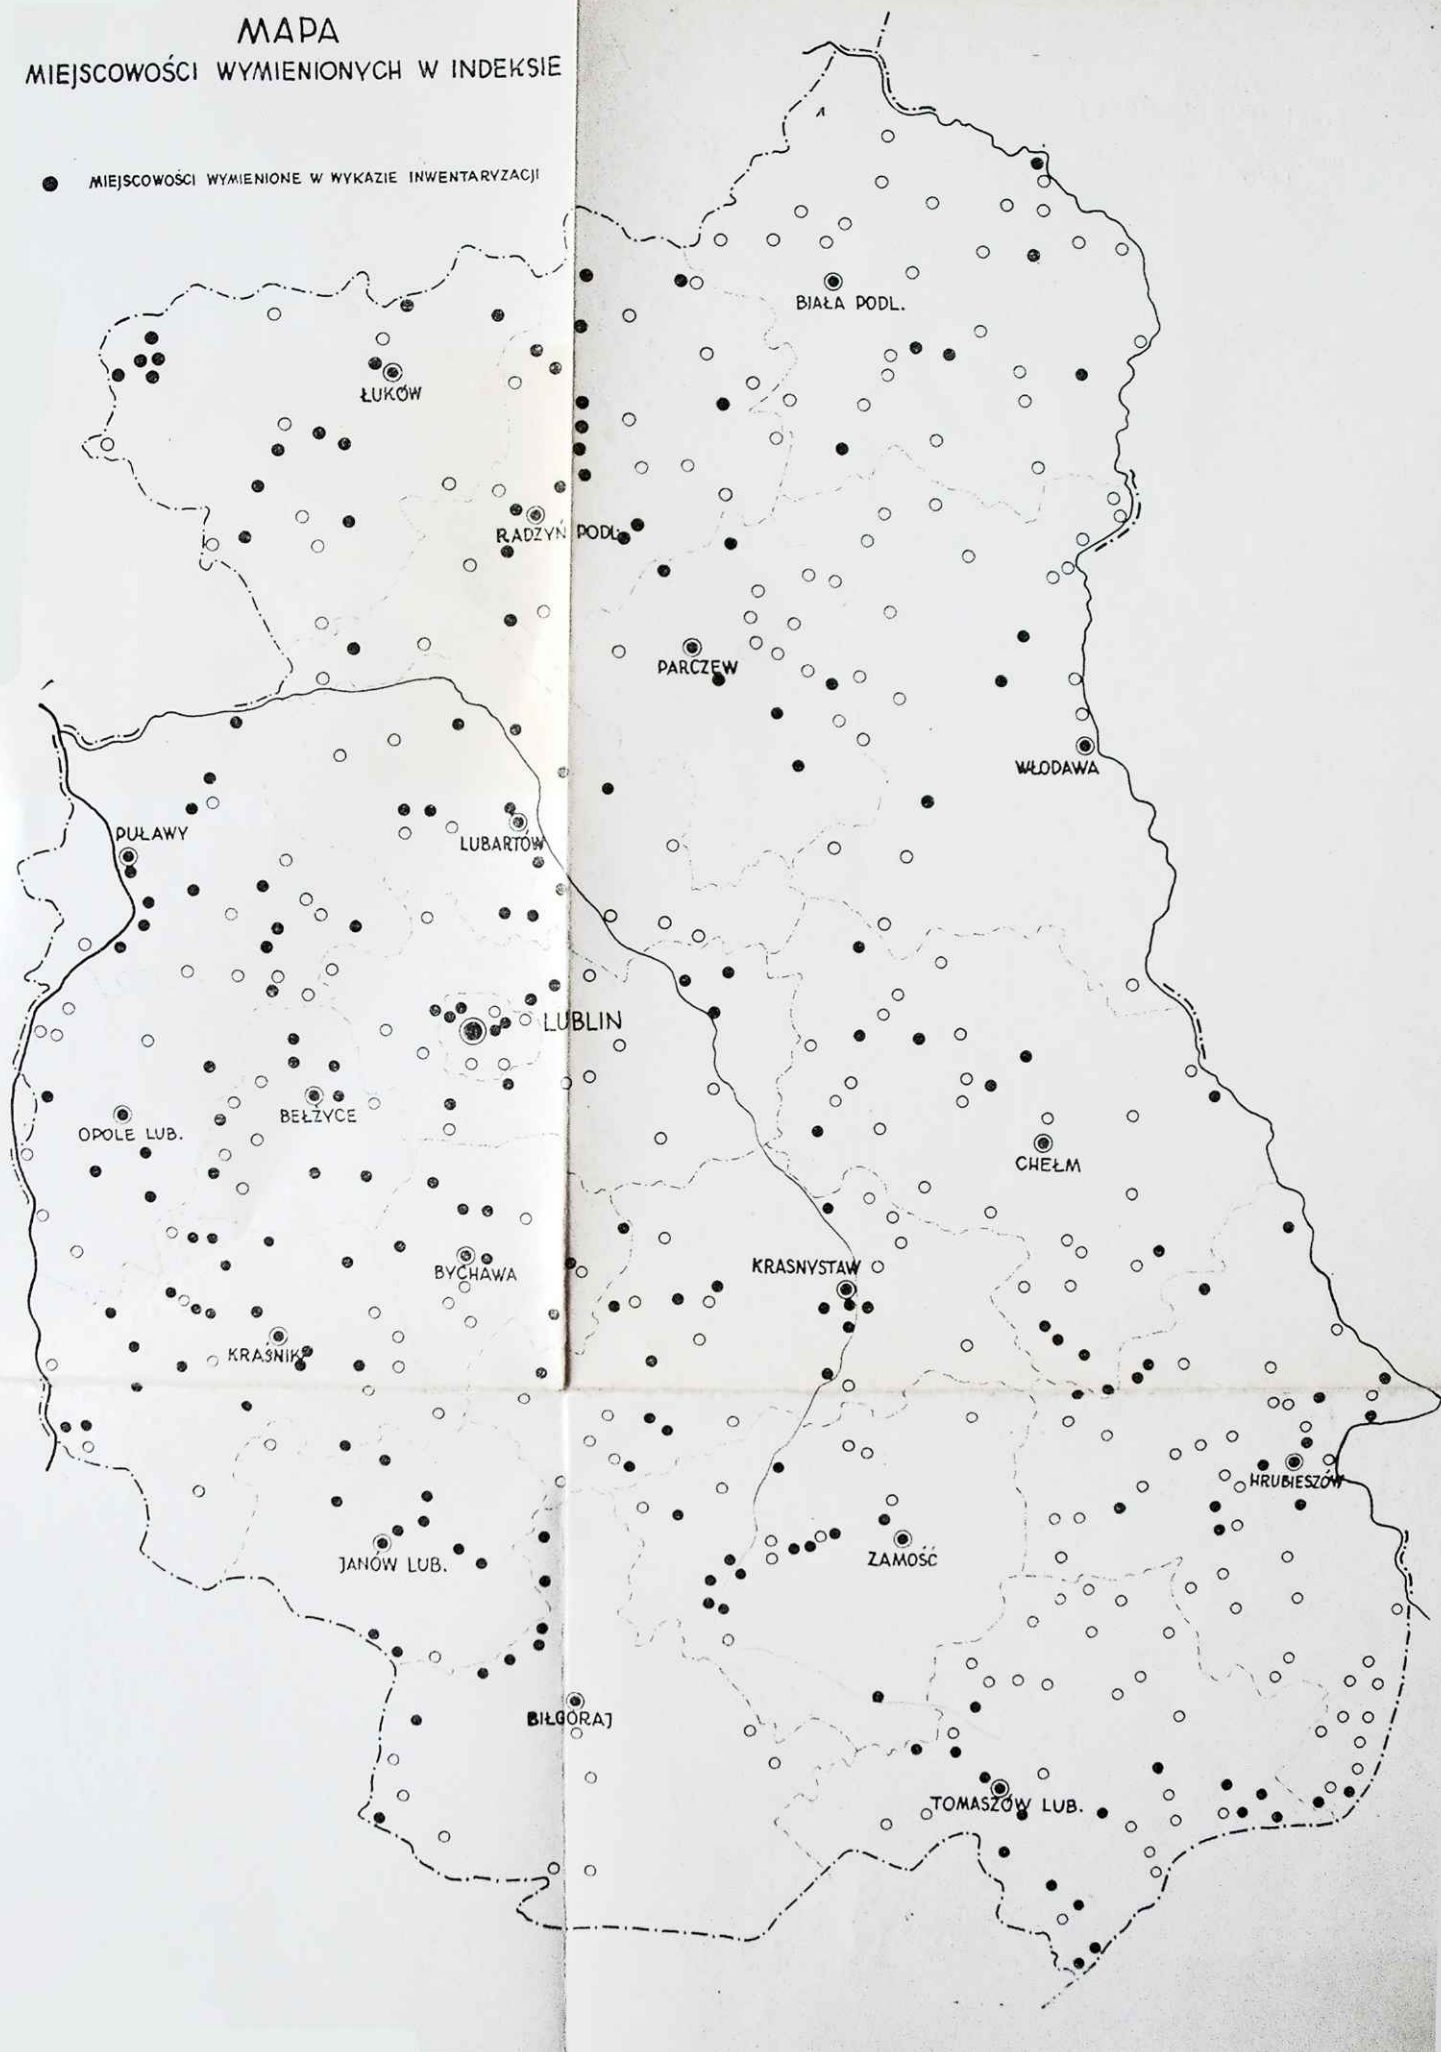 MAPA
MIEJSCOWOŚCI WYMIENIONYCH W INDEKSIE
MIEJSCOWOŚCI WYMIENIONE W WYKAZIE INWENTARYZACJI
BIAŁA PODL.
ŁUKÓW
RADZYŃ PODL.
PARCZEW
WŁODAWA
PUŁAWY
LUBARTÓW
LUBLIN
BEŁŻYCE
OPOLE LUB.
CHEŁM
KRASNYSTAW
BYCHAWA
KRAŚNIK
HRUBIESZÓW
JANÓW LUB.
ZAMOŚĆ
BIŁGORAJ
TOMASZÓW LUB.